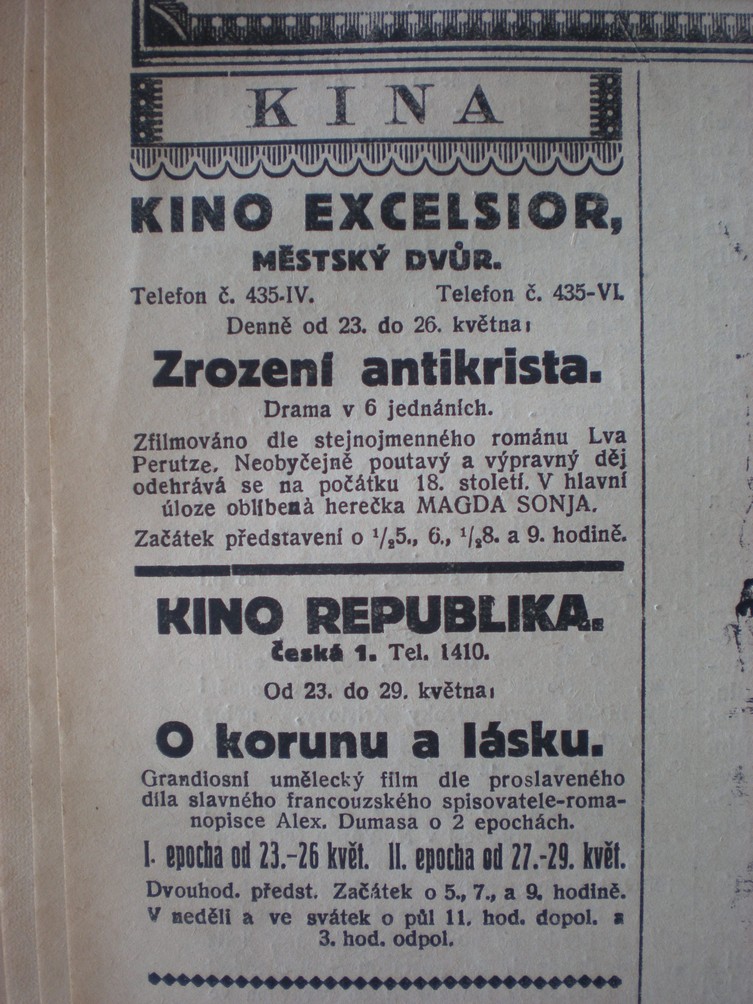 KINA
KINO EXCELSIOR,
MĚSTSKÝ DVŮR.
Telefon č. 435-IV. Telefon č. 435-VI.
Denně od 23. do 26. května:
Zrození antikrista.
Drama v 6 jednáních.
Zfilmováno dle stejnojmenného románu Lva
Perutze. Neobyčejně poutavý a výpravný děj
odehrává se na počátku 18. století. V hlavní
úloze oblíbená herečka MAGDA SONJA.
Začátek představení o ½5., 6., ½8. a 9. hodině.
KINO REPUBLIKA.
Česká 1. Tel. 1410.
Od 23. do 29. května:
O korunu a lásku.
Grandiosní umělecký film dle proslaveného
díla slavného francouzského spisovatele-roma-
nopisce Alex. Dumasa o 2 epochách.
I. epocha od 23.-26 květ. II. epocha od 27.-29. květ.
Dvouhod. předst. Začátek o 5., 7., a 9. hodině.
V neděli a ve svátek o půl 11. hod. dopol. a
3. hod. odpol.